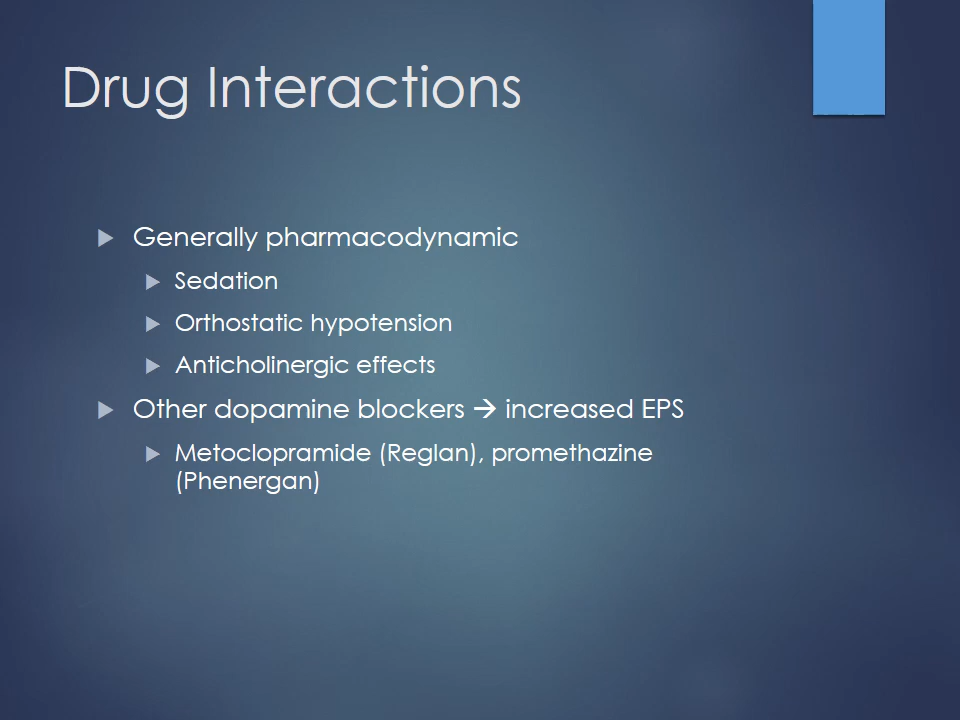 Drug Interactions
Generally pharmacodynamic
Sedation
Orthostatic hypotension
Anticholinergic effects
Other dopamine blockers → increased EPS
Metoclopramide (Reglan), promethazine
(Phenergan)